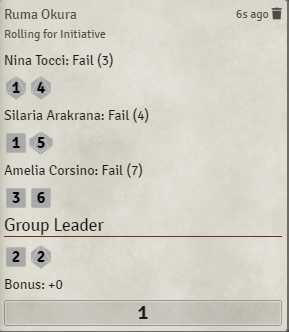 Ruma Okura 6s ago
Rolling for Initiative
Nina Tocci: Fail (3)
1 4
Silaria Arakrana: Fail (4)
1 5
Amelia Corsino: Fail (7)
3 6
Group Leader
2 2
Bonus: +0
1